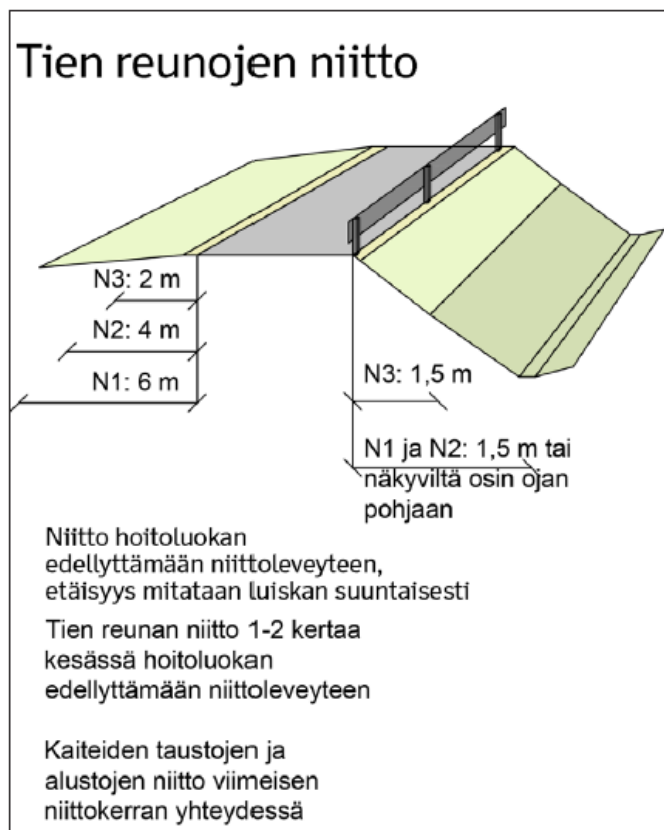 Tien reunojen niitto
N3: 2 m
N2: 4 m
N1: 6 m
N3: 1,5 m
N1 ja N2: 1,5 m tai
näkyviltä osin ojan
pohjaan
Niitto hoitoluokan
edellyttämään niittoleveyteen,
etäisyys mitataan luiskan suuntaisesti
Tien reunan niitto 1-2 kertaa
kesässä hoitoluokan
edellyttämään niittoleveyteen
Kaiteiden taustojen ja
alustojen niitto viimeisen
niittokerran yhteydessä